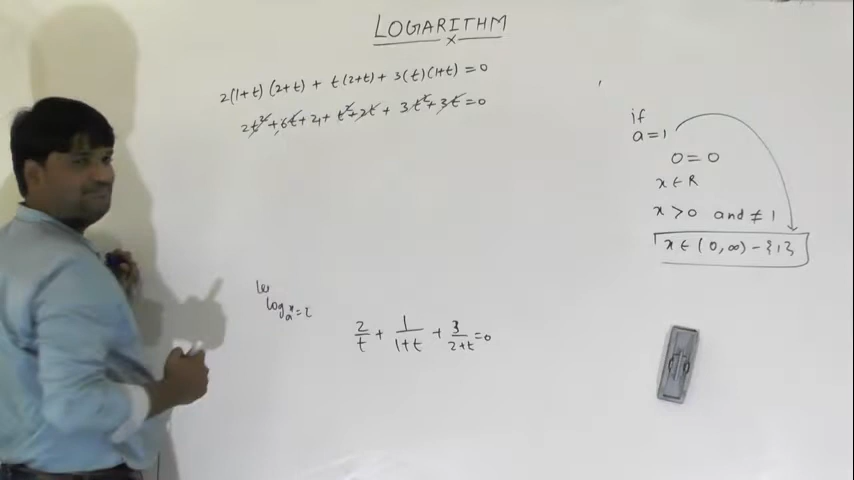 LOGARITHM
x
2(1+t)(2+t) + t(2+t) + 3(t)(1+t) = 0
2t² + 6t + 4 + t² + 2t + 3t² + 3t = 0
if
a=1
0 = 0
x ∈ R
x > 0 and ≠ 1
x ∈ (0, ∞) - {1}
let
log_a x = t
2/t + 1/(1+t) + 3/(2+t) = 0